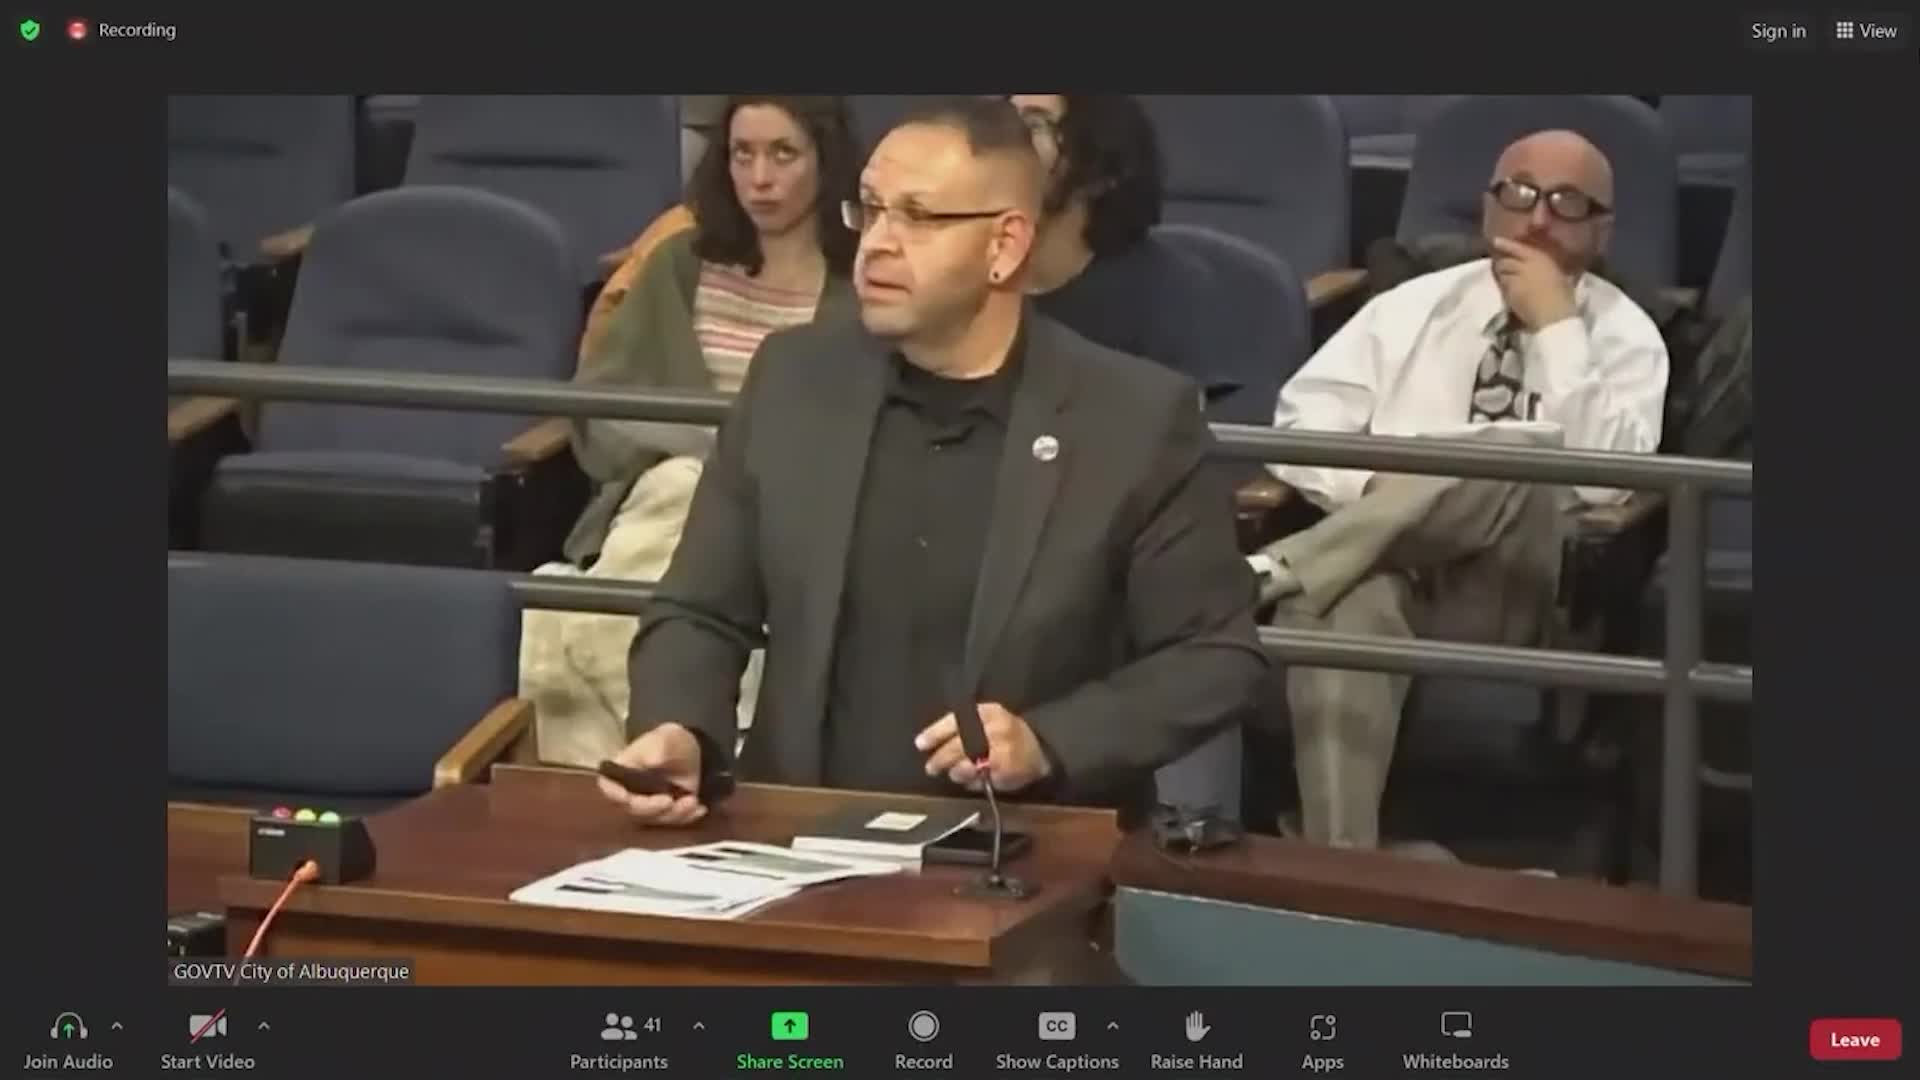 Recording
Sign in
View
GOVTV City of Albuquerque
Join Audio
Start Video
41
Participants
Share Screen
Record
CC
Show Captions
Raise Hand
Apps
Whiteboards
Leave